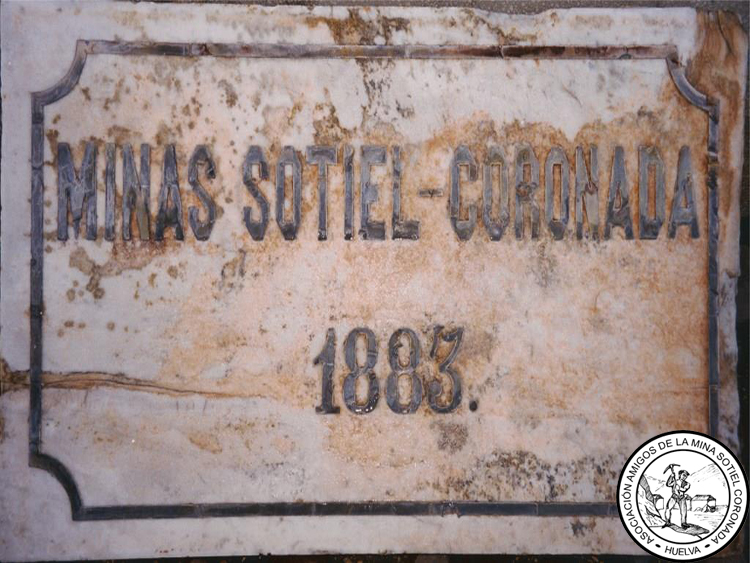 MINAS SOTIEL-CORONADA
1883.
ASOCIACIÓN AMIGOS DE LA MINA SOTIEL CORONADA
• HUELVA •